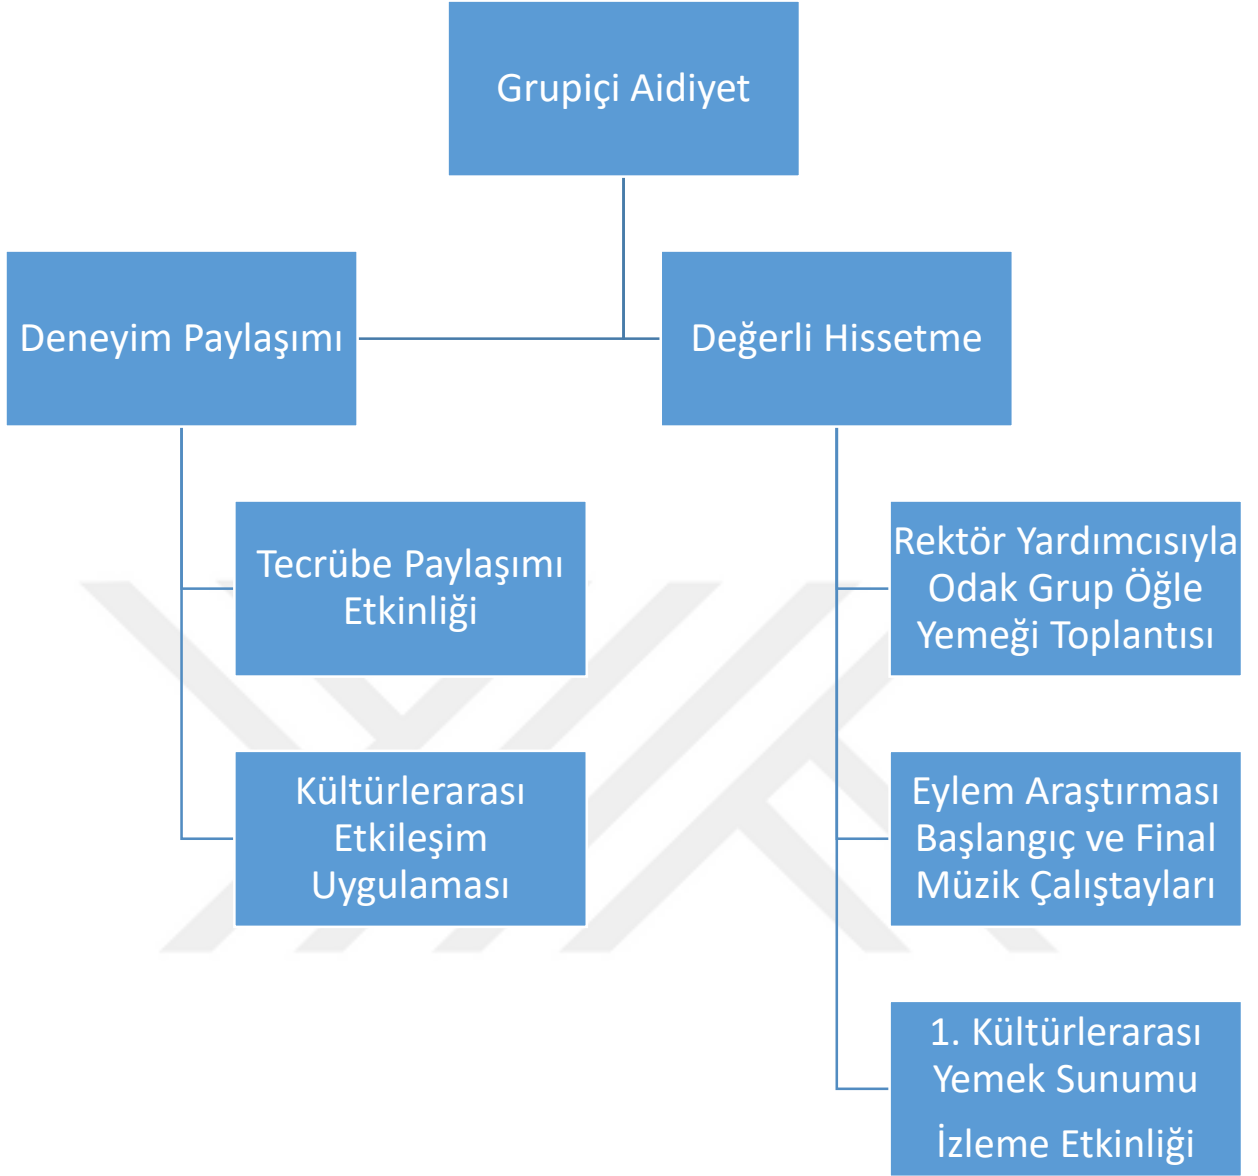 Grupiçi Aidiyet
Deneyim Paylaşımı
Değerli Hissetme
Tecrübe Paylaşımı
Etkinliği
Kültürlerarası
Etkileşim
Uygulaması
Rektör Yardımcısıyla
Odak Grup Öğle
Yemeği Toplantısı
Eylem Araştırması
Başlangıç ve Final
Müzik Çalıştayları
1. Kültürlerarası
Yemek Sunumu
İzleme Etkinliği